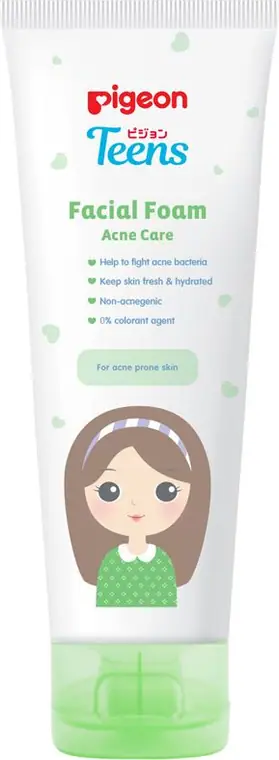 pigeon
ピジョン
Teens
Facial Foam
Acne Care
Help to fight acne bacteria
Keep skin fresh & hydrated
Non-acnegenic
0% colorant agent
For acne prone skin